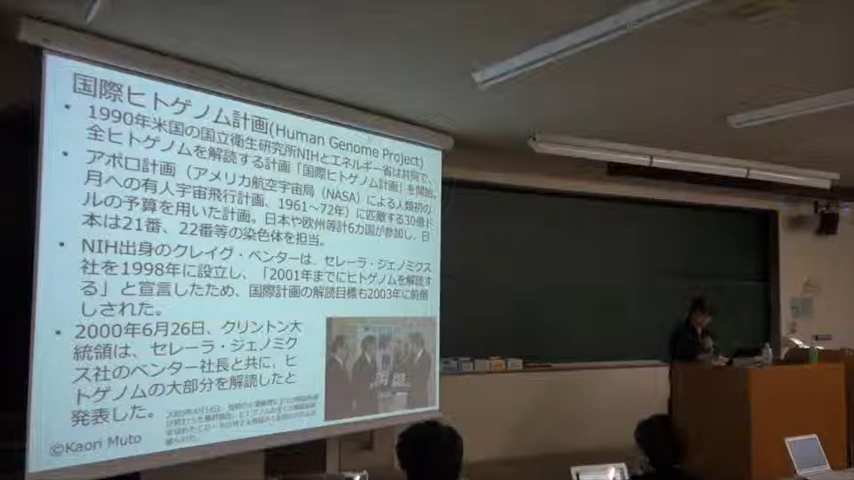 国際ヒトゲノム計画(Human Genome Project)
• 1990年米国の国立衛生研究所NIHとエネルギー省は共同で、
全ヒトゲノムを解読する計画「国際ヒトゲノム計画」を開始。
• アポロ計画（アメリカ航空宇宙局（NASA）による人類初の
月への有人宇宙飛行計画、1961～72年）に匹敵する30億ド
ルの予算を用いた計画。日本や欧州等計6カ国が参加し、日
本は21番、22番等の染色体を担当。
• NIH出身のクレイグ・ベンターは、セレーラ・ジェノミクス
社を1998年に設立し、「2001年までにヒトゲノムを解読す
る」と宣言したため、国際計画の解読目標も2003年に前倒
しされた。
• 2000年6月26日、クリントン大
統領は、セレーラ・ジェノミク
ス社のベンター社長と共に、ヒ
トゲノムの大部分を解読したと
発表した。
©Kaori Muto